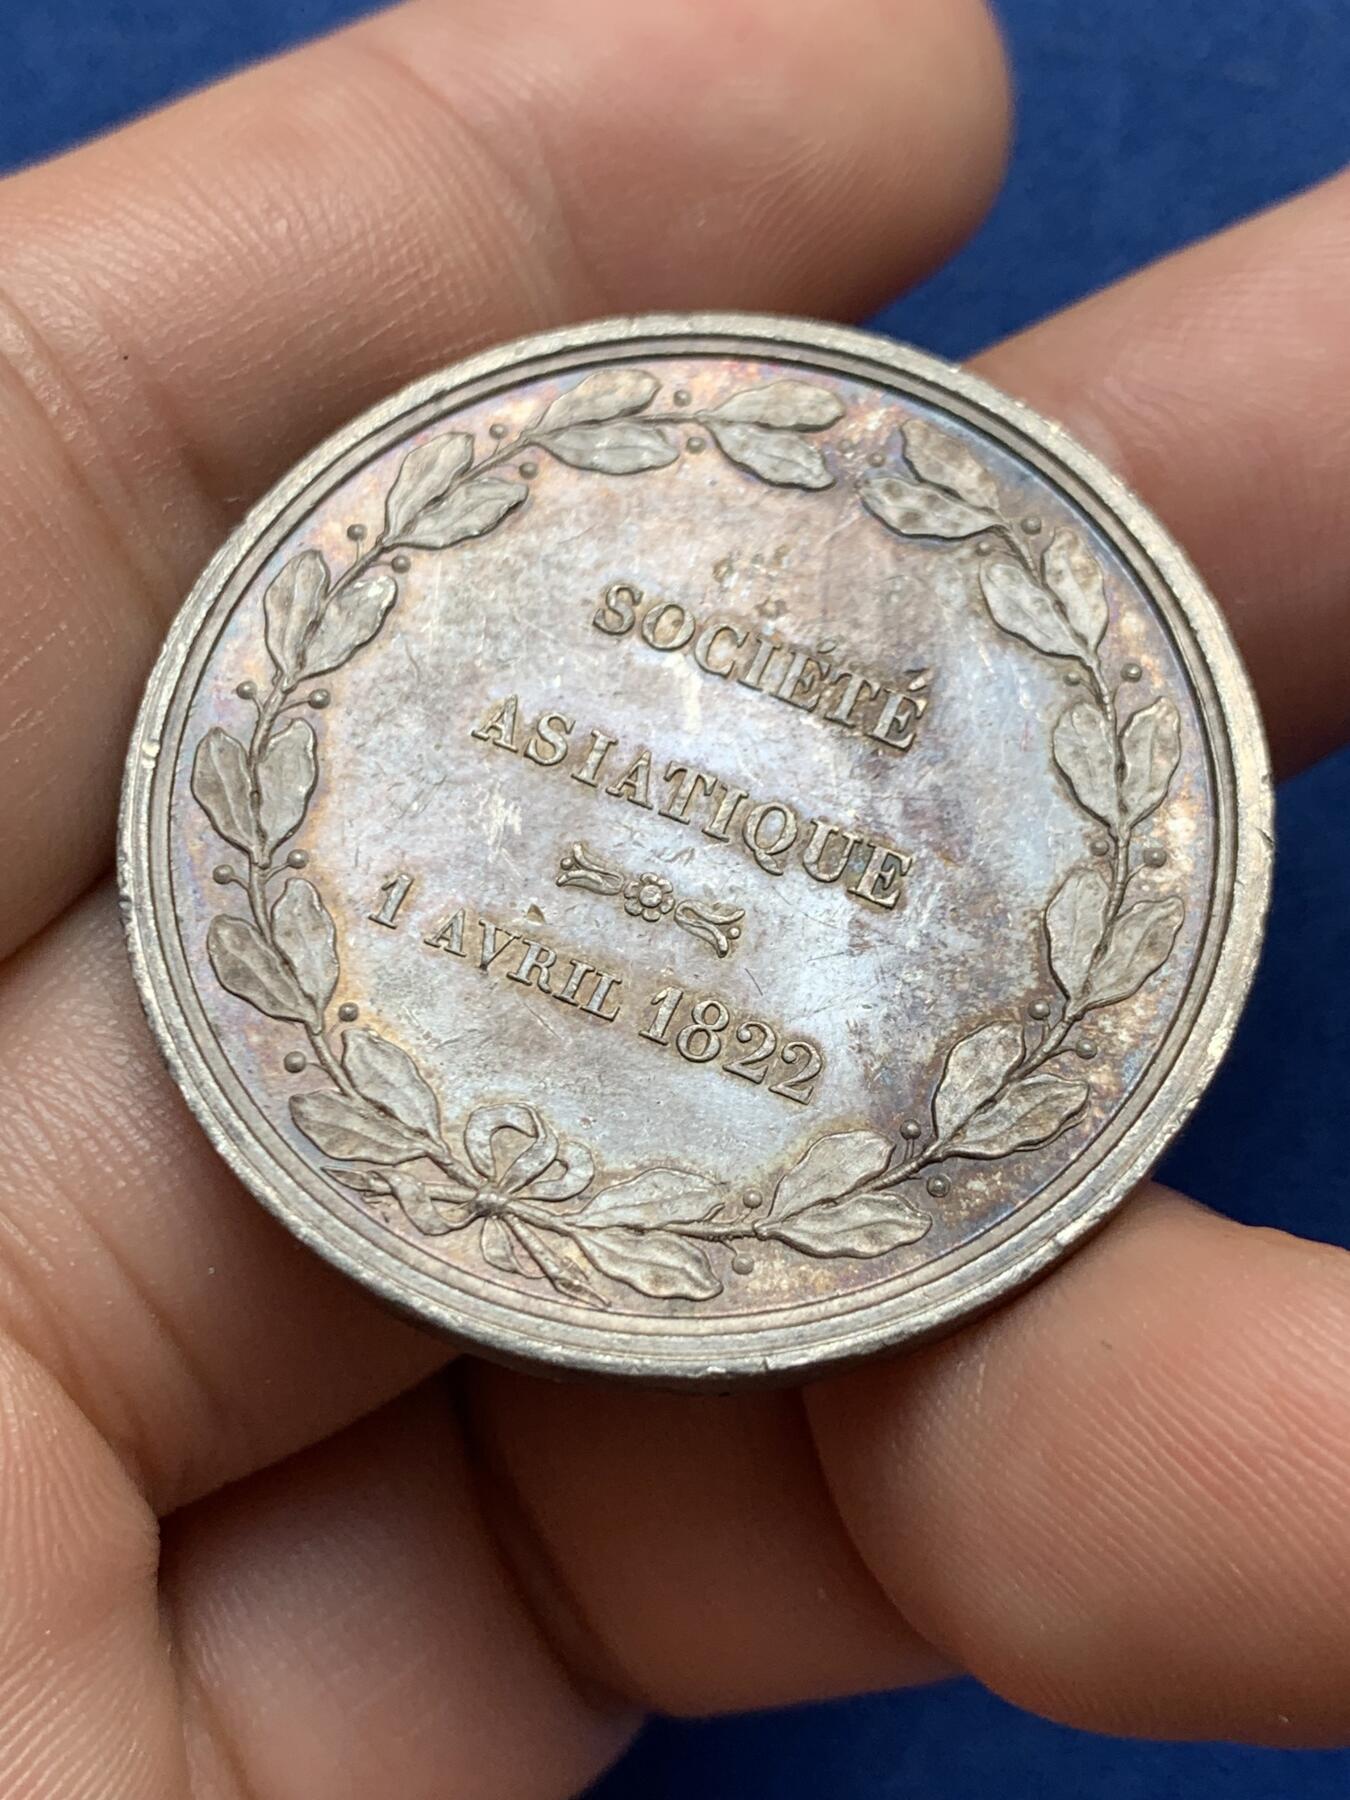 SOCIÉTÉ
ASIATIQUE
1 AVRIL 1822